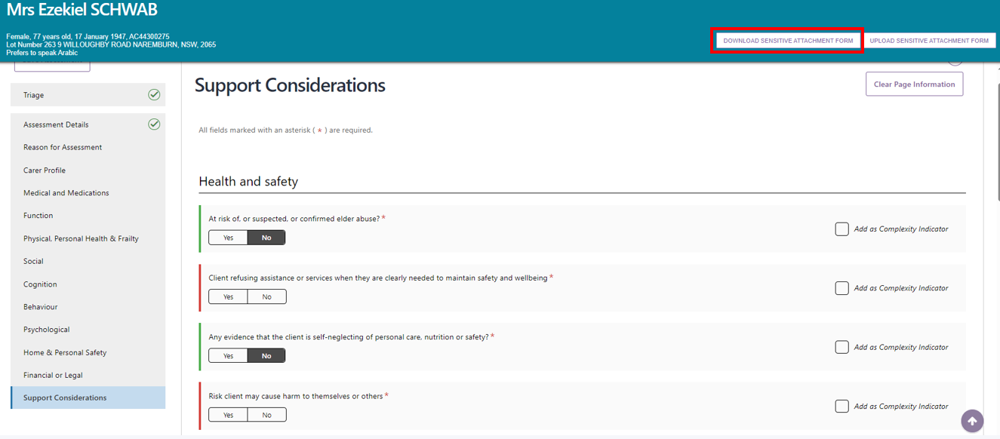 Mrs Ezekiel SCHWAB
Female, 77 years old, 17 January 1947, AC44300275
Lot Number 263 9 WILLOUGHBY ROAD NAREMBURN, NSW, 2065
Prefers to speak Arabic
DOWNLOAD SENSITIVE ATTACHMENT FORM
UPLOAD SENSITIVE ATTACHMENT FORM
Triage
Assessment Details
Reason for Assessment
Carer Profile
Medical and Medications
Function
Physical, Personal Health & Frailty
Social
Cognition
Behaviour
Psychological
Home & Personal Safety
Financial or Legal
Support Considerations
Support Considerations
Clear Page Information
All fields marked with an asterisk ( * ) are required.
Health and safety
At risk of, or suspected, or confirmed elder abuse? *
Yes No
Add as Complexity Indicator
Client refusing assistance or services when they are clearly needed to maintain safety and wellbeing *
Yes No
Add as Complexity Indicator
Any evidence that the client is self-neglecting of personal care, nutrition or safety? *
Yes No
Add as Complexity Indicator
Risk client may cause harm to themselves or others *
Yes No
Add as Complexity Indicator